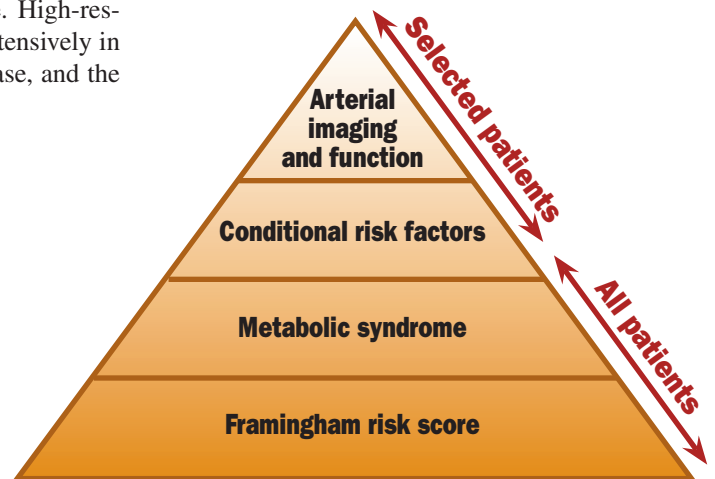 . High-res-
tensively in
ase, and the
Arterial
imaging
and function
Conditional risk factors
Metabolic syndrome
Framingham risk score
Selected patients
All patients